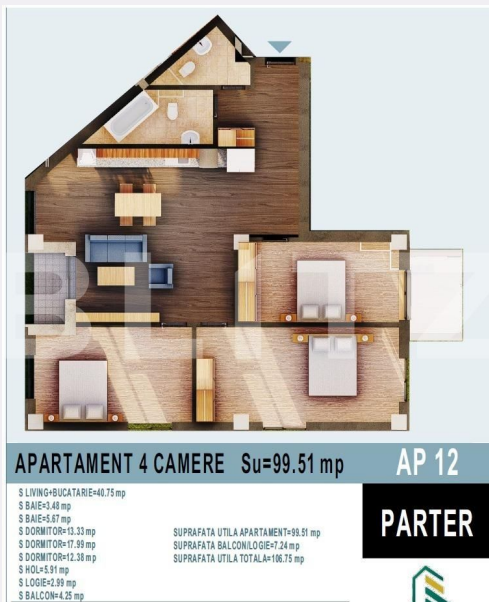 BLITZ
APARTAMENT 4 CAMERE Su=99.51 mp
AP 12
S LIVING+BUCATARIE=40.75 mp
S BAIE=3.48 mp
S BAIE=5.67 mp
S DORMITOR=13.33 mp
S DORMITOR=17.99 mp
S DORMITOR=12.38 mp
S HOL=5.91 mp
S LOGIE=2.99 mp
S BALCON=4.25 mp
SUPRAFATA UTILA APARTAMENT=99.51 mp
SUPRAFATA BALCON/LOGIE=7.24 mp
SUPRAFATA UTILA TOTALA=106.75 mp
PARTER